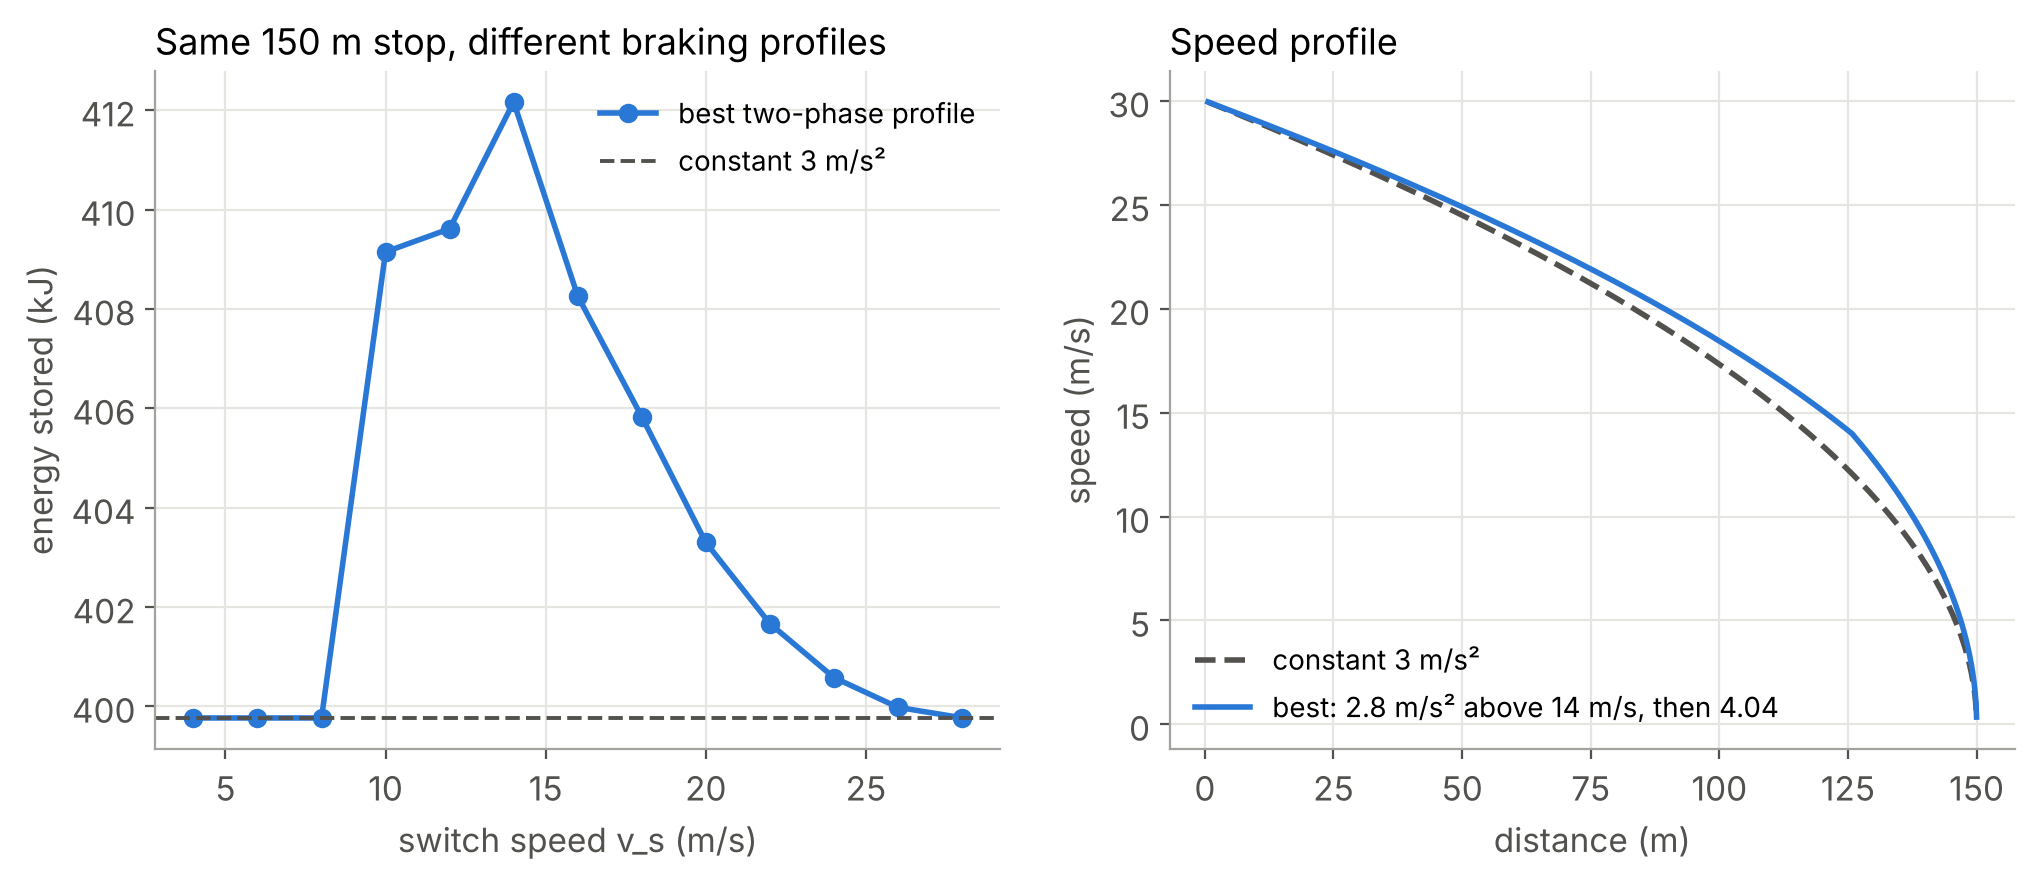 Same 150 m stop, different braking profiles
energy stored (kJ)
412
410
408
406
404
402
400
best two-phase profile
constant 3 m/s²
5
10
15
20
25
switch speed v_s (m/s)
Speed profile
speed (m/s)
30
25
20
15
10
5
0
constant 3 m/s²
best: 2.8 m/s² above 14 m/s, then 4.04
0
25
50
75
100
125
150
distance (m)